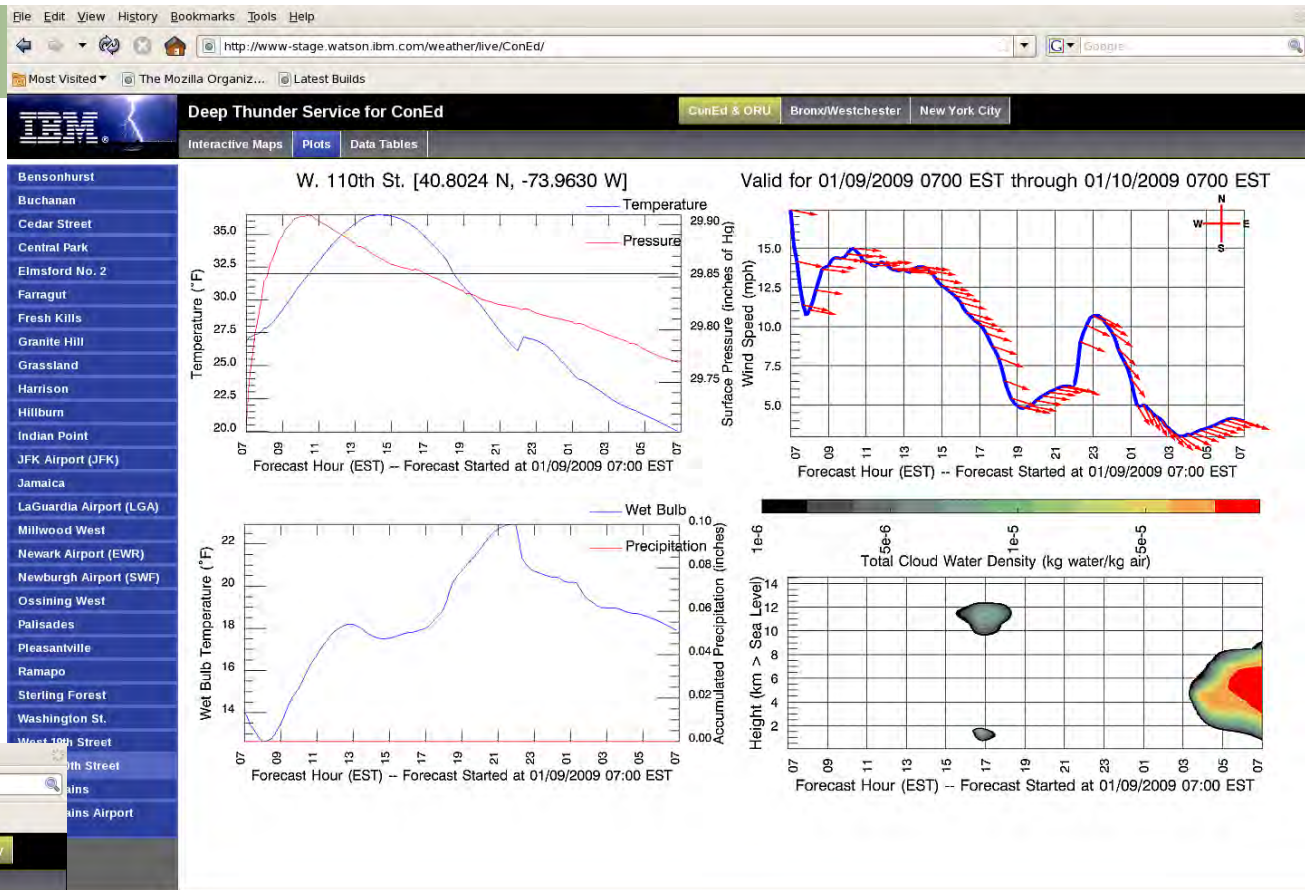 File Edit View History Bookmarks Tools Help
http://www-stage.watson.ibm.com/weather/live/ConEd/
G Google
Most Visited The Mozilla Organiz... Latest Builds
IBM®
Deep Thunder Service for ConEd
ConEd & ORU Bronx/Westchester New York City
Interactive Maps Plots Data Tables
Bensonhurst
Buchanan
Cedar Street
Central Park
Elmsford No. 2
Farragut
Fresh Kills
Granite Hill
Grassland
Harrison
Hillburn
Indian Point
JFK Airport (JFK)
Jamaica
LaGuardia Airport (LGA)
Millwood West
Newark Airport (EWR)
Newburgh Airport (SWF)
Ossining West
Palisades
Pleasantville
Ramapo
Sterling Forest
Washington St.
West 19th Street
0th Street
ains
ains Airport
W. 110th St. [40.8024 N, -73.9630 W]
Temperature
Pressure
Temperature (°F)
35.0
32.5
30.0
27.5
25.0
22.5
20.0
29.90
29.85
29.80
29.75
Surface Pressure (inches of Hg)
07 09 11 13 15 17 19 21 23 01 03 05 07
Forecast Hour (EST) -- Forecast Started at 01/09/2009 07:00 EST
Valid for 01/09/2009 0700 EST through 01/10/2009 0700 EST
N
W E
S
Wind Speed (mph)
15.0
12.5
10.0
7.5
5.0
07 09 11 13 15 17 19 21 23 01 03 05 07
Forecast Hour (EST) -- Forecast Started at 01/09/2009 07:00 EST
Wet Bulb
Precipitation
Wet Bulb Temperature (°F)
22
20
18
16
14
0.10
0.08
0.06
0.04
0.02
0.00
Accumulated Precipitation (inches)
07 09 11 13 15 17 19 21 23 01 03 05 07
Forecast Hour (EST) -- Forecast Started at 01/09/2009 07:00 EST
1e-6 5e-6 1e-5 5e-5
Total Cloud Water Density (kg water/kg air)
Height (km > Sea Level)
14
12
10
8
6
4
2
07 09 11 13 15 17 19 21 23 01 03 05 07
Forecast Hour (EST) -- Forecast Started at 01/09/2009 07:00 EST